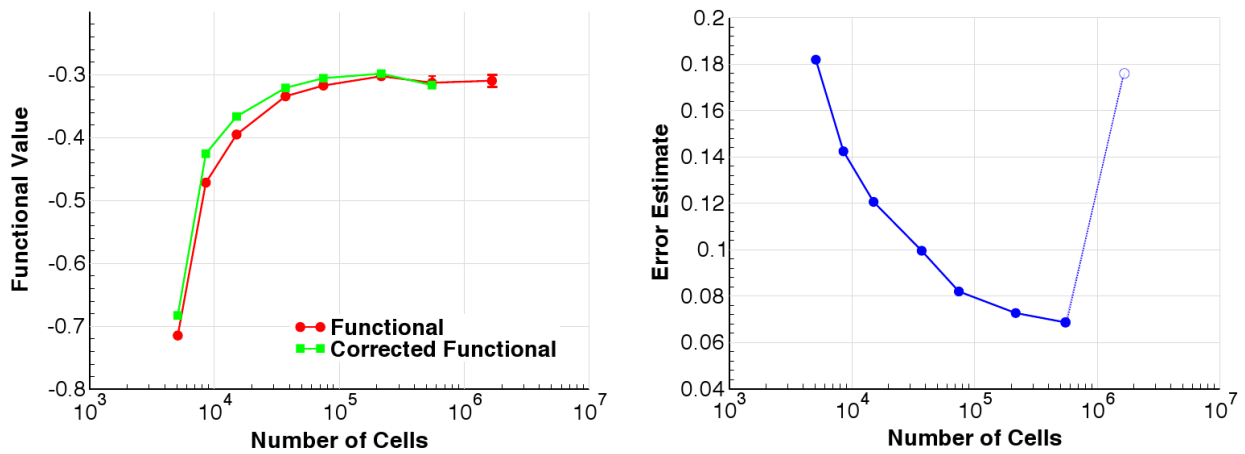 -0.3
-0.4
-0.5
-0.6
-0.7
-0.8
Functional Value
Functional
Corrected Functional
10³ 10⁴ 10⁵ 10⁶ 10⁷
Number of Cells
0.2
0.18
0.16
0.14
0.12
0.1
0.08
0.06
0.04
Error Estimate
10³ 10⁴ 10⁵ 10⁶ 10⁷
Number of Cells